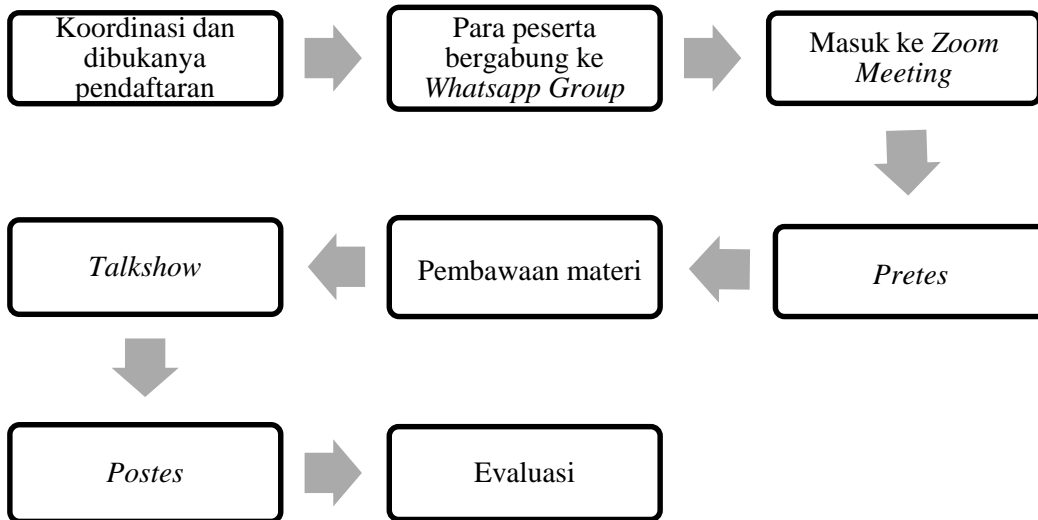 Koordinasi dan
dibukanya
pendaftaran
Para peserta
bergabung ke
Whatsapp Group
Masuk ke Zoom
Meeting
Pretes
Pembawaan materi
Talkshow
Postes
Evaluasi